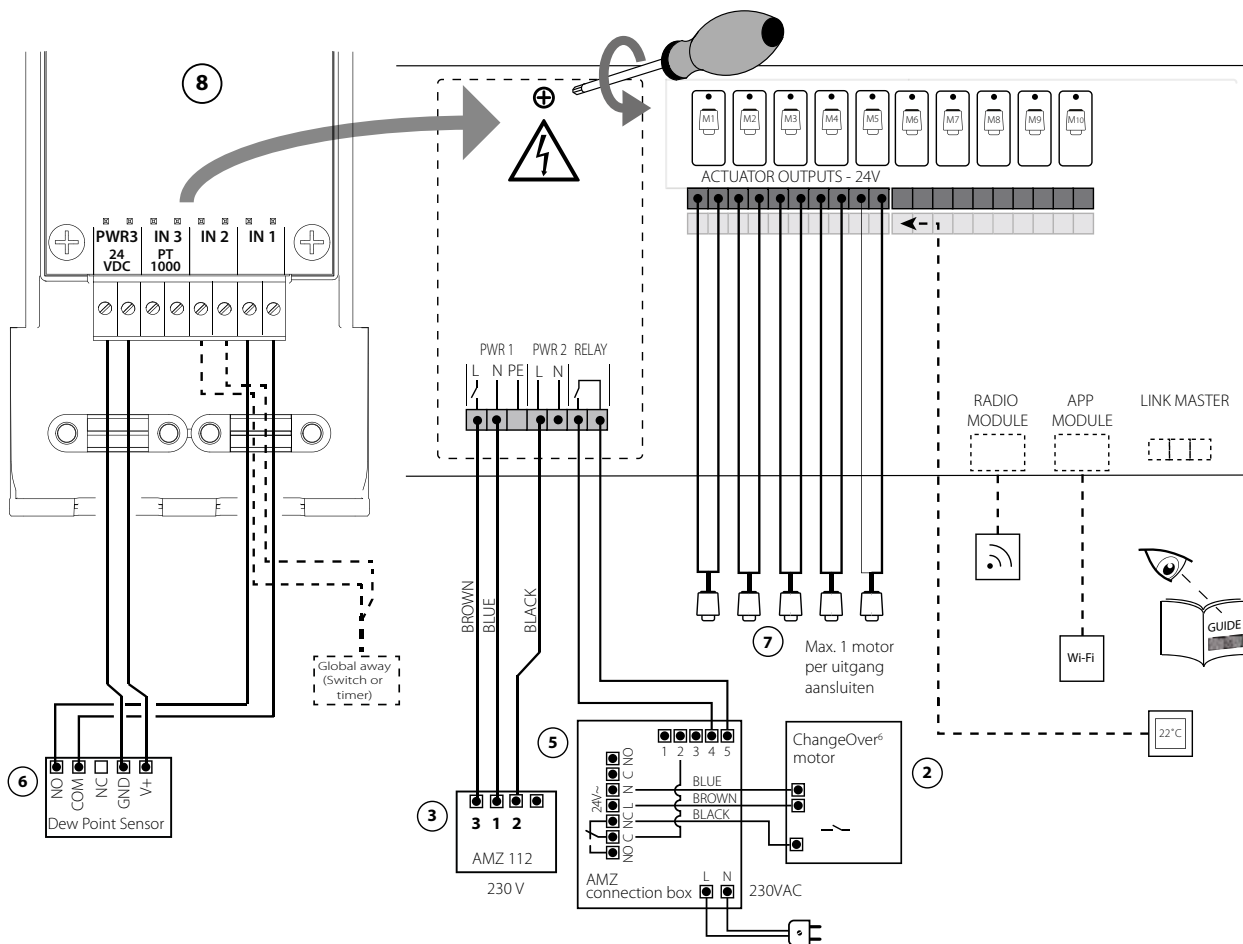 8
PWR3 IN 3 IN 2 IN 1
24 PT
VDC 1000
M1 M2 M3 M4 M5 M6 M7 M8 M9 M10
ACTUATOR OUTPUTS - 24V
PWR 1 PWR 2 RELAY
L N PE L N
RADIO
MODULE
APP
MODULE
LINK MASTER
BROWN
BLUE
BLACK
Global away
(Switch or
timer)
7
Max. 1 motor
per uitgang
aansluiten
GUIDE
Wi-Fi
22°C
6
NO
COM
NC
GND
V+
Dew Point Sensor
3
3 1 2
AMZ 112
230 V
5
1 2 3 4 5
NO
C
N
24V~
L
NC
C
NO
BLUE
BROWN
BLACK
AMZ
connection box
L N
230VAC
ChangeOver⁶
motor
2